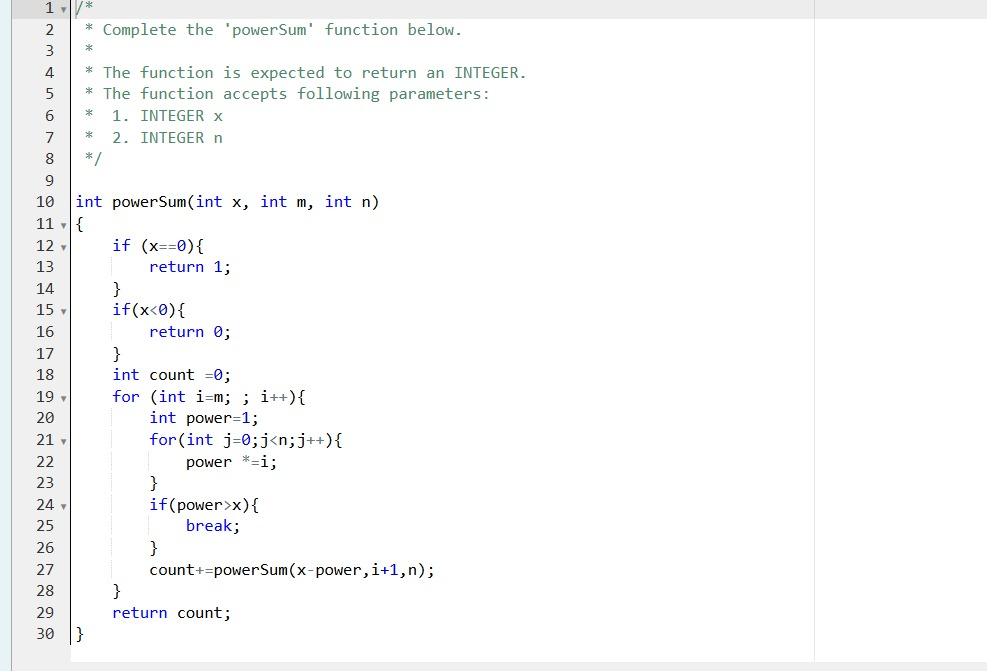 1 /*
2  * Complete the 'powerSum' function below.
3  *
4  * The function is expected to return an INTEGER.
5  * The function accepts following parameters:
6  *  1. INTEGER x
7  *  2. INTEGER n
8  */
9
10 int powerSum(int x, int m, int n)
11 {
12     if (x==0){
13         return 1;
14     }
15     if(x<0){
16         return 0;
17     }
18     int count =0;
19     for (int i=m; ; i++){
20         int power=1;
21         for(int j=0;j<n;j++){
22             power *=i;
23         }
24         if(power>x){
25             break;
26         }
27         count+=powerSum(x-power,i+1,n);
28     }
29     return count;
30 }